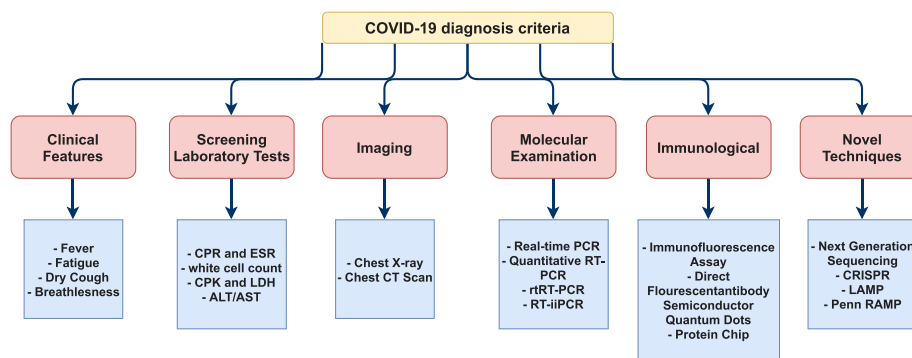 COVID-19 diagnosis criteria
Clinical
Features
Screening
Laboratory Tests
Imaging
Molecular
Examination
Immunological
Novel
Techniques
- Fever
- Fatigue
- Dry Cough
- Breathlesness
- CPR and ESR
- white cell count
- CPK and LDH
- ALT/AST
- Chest X-ray
- Chest CT Scan
- Real-time PCR
- Quantitative RT-
PCR
- rtRT-PCR
- RT-iiPCR
- Immunofluorescence
Assay
- Direct
Flourescentantibody
Semiconductor
Quantum Dots
- Protein Chip
- Next Generation
Sequencing
- CRISPR
- LAMP
- Penn RAMP